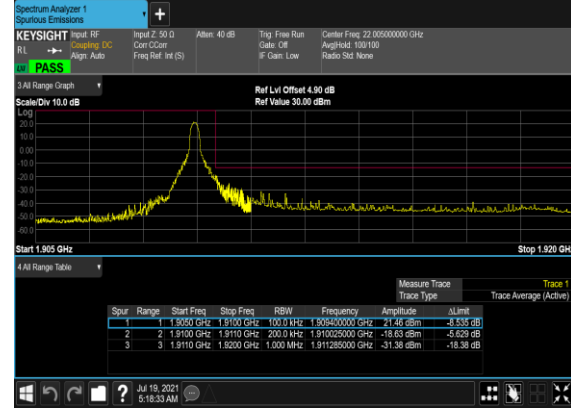 Spectrum Analyzer 1
Spurious Emissions
KEYSIGHT Input: RF Input Z: 50 Ω Atten: 40 dB Trig: Free Run Center Freq: 22.005000000 GHz
RL Coupling: DC Corr CCorr Gate: Off Avg|Hold: 100/100
Align: Auto Freq Ref: Int (S) IF Gain: Low Radio Std: None
LXI PASS
3 All Range Graph
Ref Lvl Offset 4.90 dB
Scale/Div 10.0 dB Ref Value 30.00 dBm
Log
20.0
10.0
0.00
-10.0
-20.0
-30.0
-40.0
-50.0
-60.0
Start 1.905 GHz Stop 1.920 GH
4 All Range Table
Measure Trace Trace 1
Trace Type Trace Average (Active)
Spur Range Start Freq Stop Freq RBW Frequency Amplitude ΔLimit
1 1 1.9050 GHz 1.9100 GHz 100.0 kHz 1.909400000 GHz 21.46 dBm -8.535 dB
2 2 1.9100 GHz 1.9110 GHz 200.0 kHz 1.910025000 GHz -18.63 dBm -5.629 dB
3 3 1.9110 GHz 1.9200 GHz 1.000 MHz 1.911285000 GHz -31.38 dBm -18.38 dB
? Jul 19, 2021
5:18:33 AM